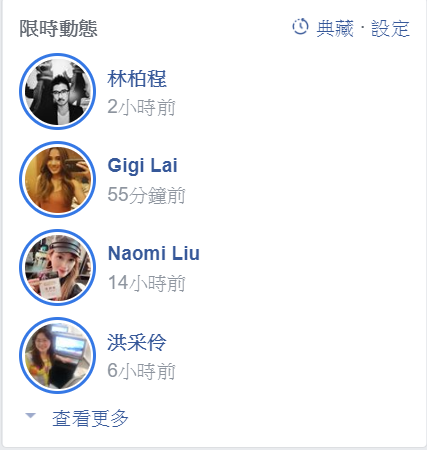 限時動態 典藏 · 設定
林柏程
2小時前
Gigi Lai
55分鐘前
Naomi Liu
14小時前
洪采伶
6小時前
查看更多